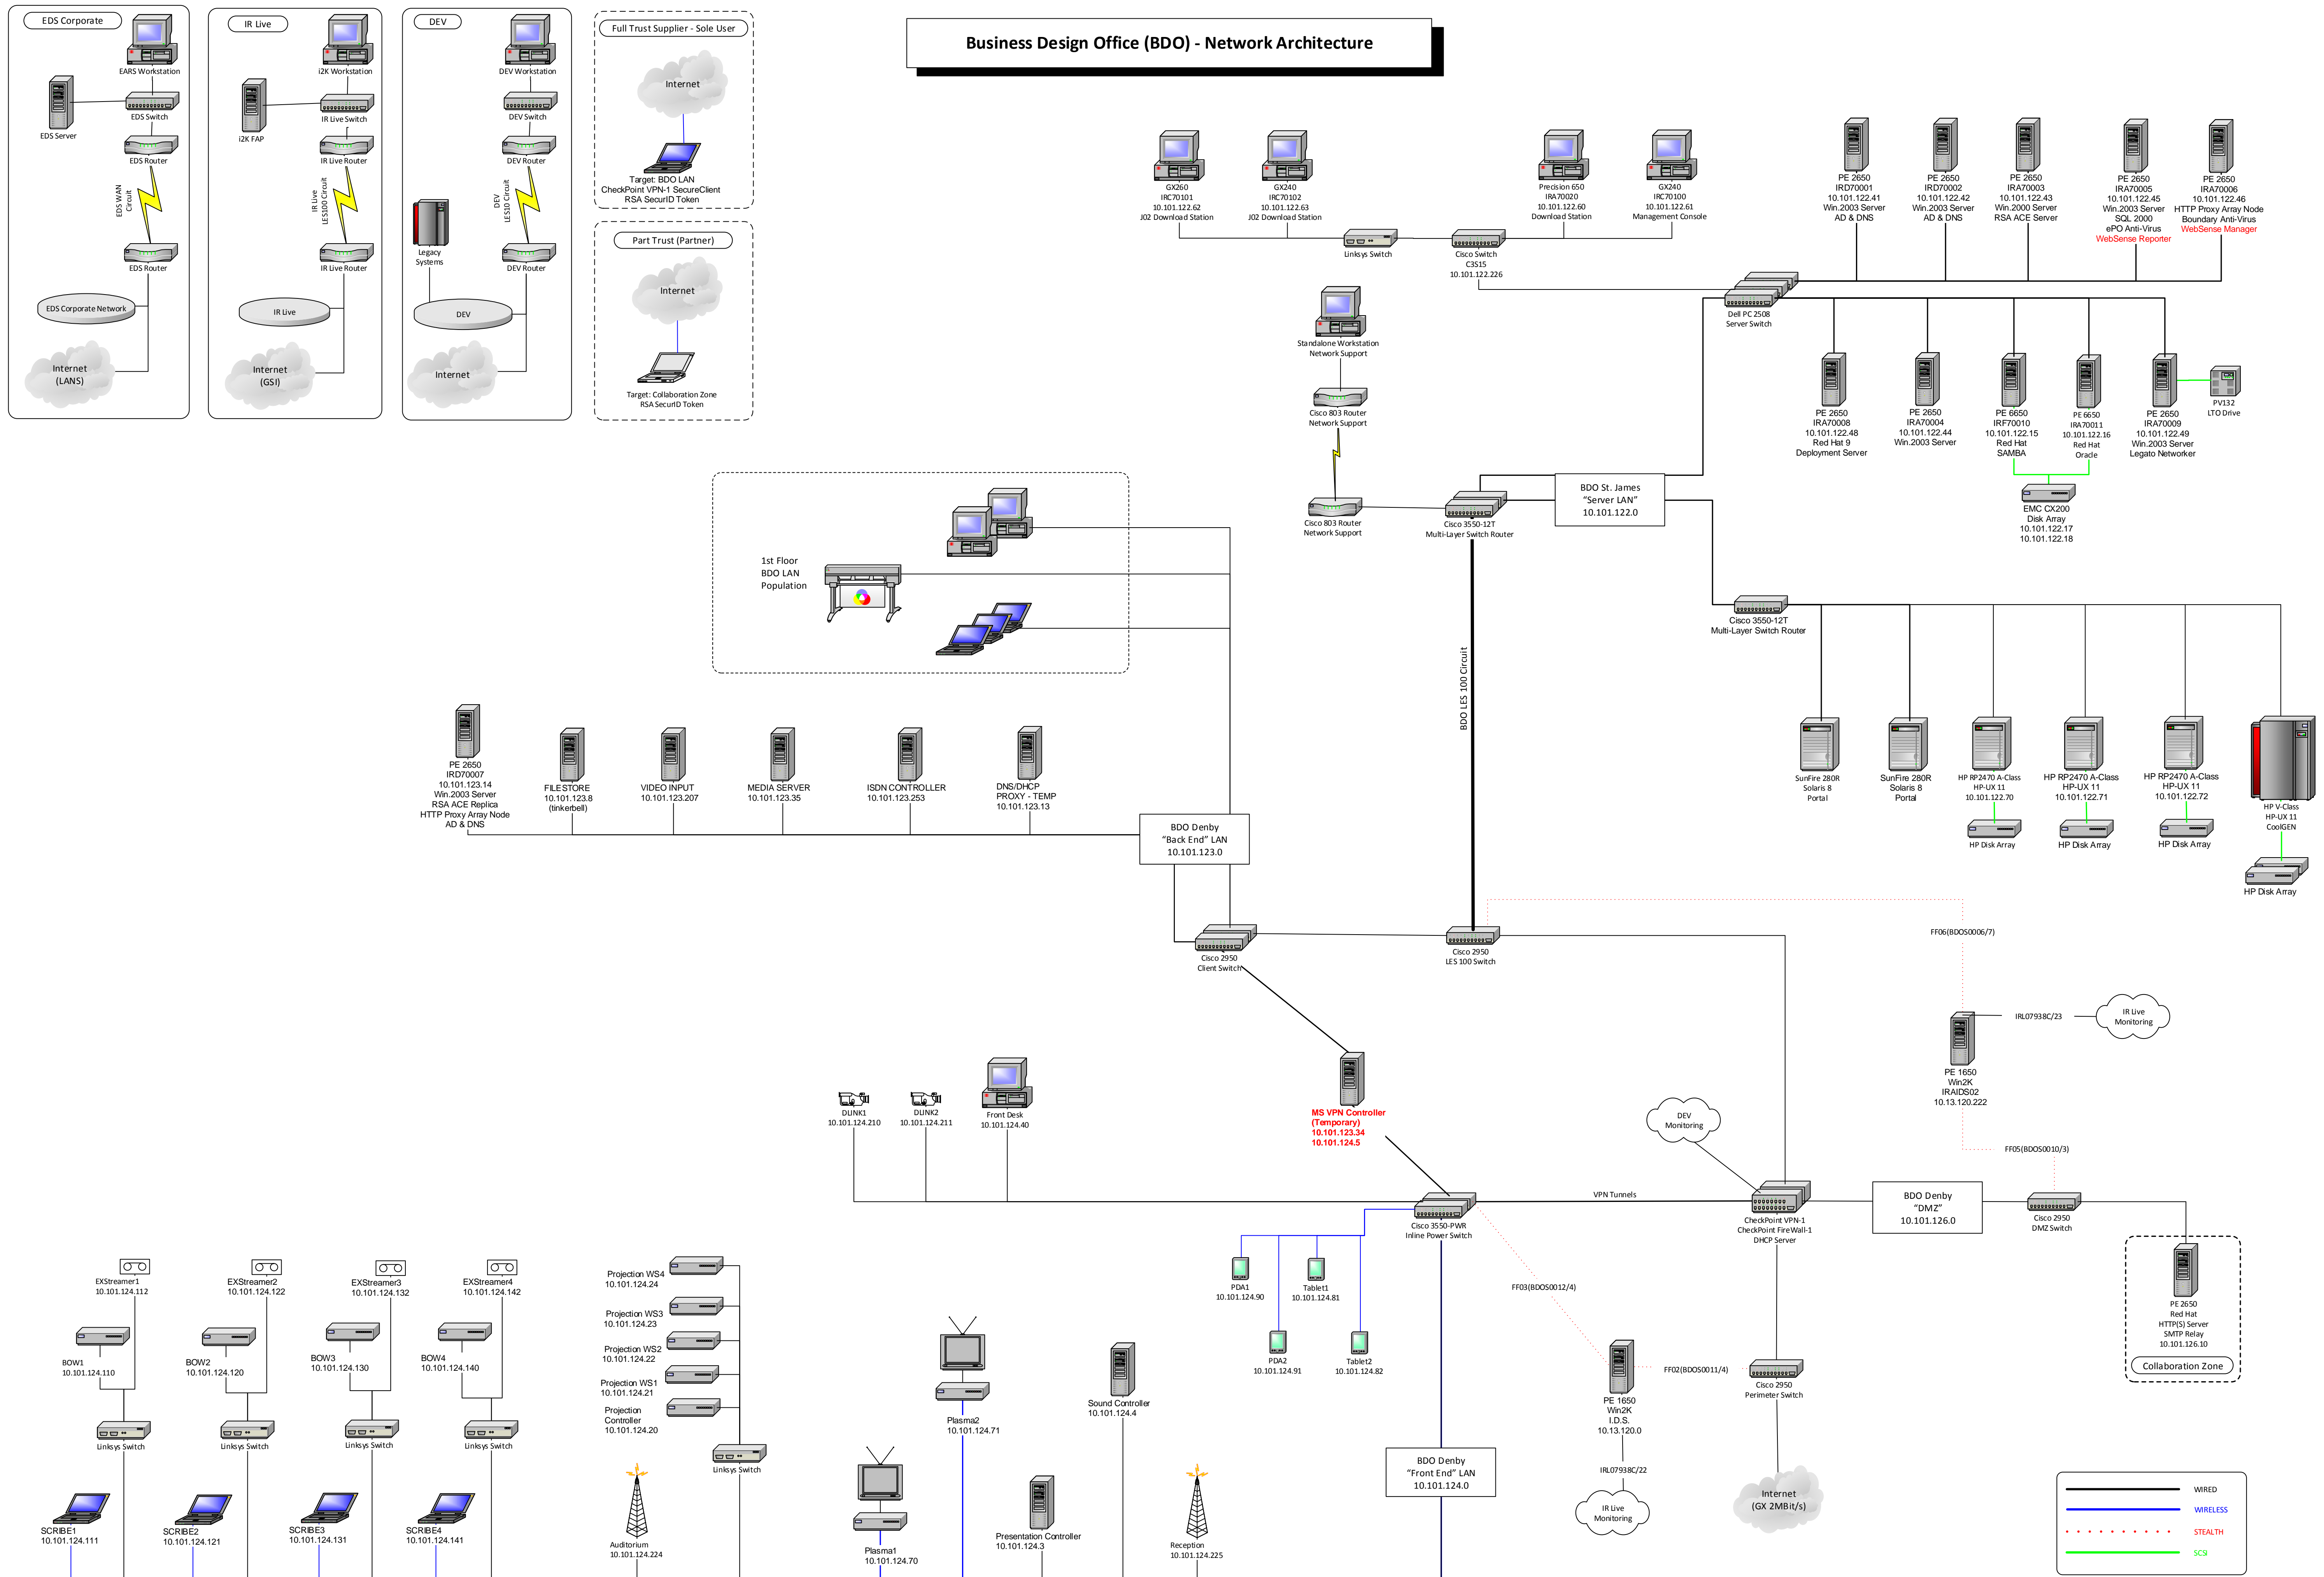 Business Design Office (BDO) - Network Architecture
EDS Corporate
EARS Workstation
EDS Server
EDS Switch
EDS Router
EDS WAN
Circuit
EDS Router
EDS Corporate Network
Internet
(LANS)
IR Live
i2K Workstation
i2K FAP
IR Live Switch
IR Live Router
IR Live
LES100 Circuit
IR Live Router
IR Live
Internet
(GSI)
DEV
DEV Workstation
DEV Switch
DEV Router
DEV
LES10 Circuit
Legacy
Systems
DEV Router
DEV
Internet
Full Trust Supplier - Sole User
Internet
Target: BDO LAN
CheckPoint VPN-1 SecureClient
RSA SecurID Token
Part Trust (Partner)
Internet
Target: Collaboration Zone
RSA SecurID Token
GX260
IRC70101
10.101.122.62
J02 Download Station
GX240
IRC70102
10.101.122.63
J02 Download Station
Precision 650
IRA70020
10.101.122.60
Download Station
GX240
IRC70100
10.101.122.61
Management Console
Linksys Switch
Cisco Switch
C3S15
10.101.122.226
PE 2650
IRD70001
10.101.122.41
Win.2003 Server
AD & DNS
PE 2650
IRD70002
10.101.122.42
Win.2003 Server
AD & DNS
PE 2650
IRA70003
10.101.122.43
Win.2000 Server
RSA ACE Server
PE 2650
IRA70005
10.101.122.45
Win.2003 Server
SQL 2000
ePO Anti-Virus
WebSense Reporter
PE 2650
IRA70006
10.101.122.46
HTTP Proxy Array Node
Boundary Anti-Virus
WebSense Manager
Dell PC 2508
Server Switch
Standalone Workstation
Network Support
Cisco 803 Router
Network Support
Cisco 803 Router
Network Support
Cisco 3550-12T
Multi-Layer Switch Router
BDO St. James
“Server LAN”
10.101.122.0
PE 2650
IRA70008
10.101.122.48
Red Hat 9
Deployment Server
PE 2650
IRA70004
10.101.122.44
Win.2003 Server
PE 6650
IRF70010
10.101.122.15
Red Hat
SAMBA
PE 6650
IRA70011
10.101.122.16
Red Hat
Oracle
PE 2650
IRA70009
10.101.122.49
Win.2003 Server
Legato Networker
PV132
LTO Drive
EMC CX200
Disk Array
10.101.122.17
10.101.122.18
1st Floor
BDO LAN
Population
Cisco 3550-12T
Multi-Layer Switch Router
BDO LES 100 Circuit
SunFire 280R
Solaris 8
Portal
SunFire 280R
Solaris 8
Portal
HP RP2470 A-Class
HP-UX 11
10.101.122.70
HP Disk Array
HP RP2470 A-Class
HP-UX 11
10.101.122.71
HP Disk Array
HP RP2470 A-Class
HP-UX 11
10.101.122.72
HP Disk Array
HP V-Class
HP-UX 11
CoolGEN
HP Disk Array
PE 2650
IRD70007
10.101.123.14
Win.2003 Server
RSA ACE Replica
HTTP Proxy Array Node
AD & DNS
FILESTORE
10.101.123.8
(tinkerbell)
VIDEO INPUT
10.101.123.207
MEDIA SERVER
10.101.123.35
ISDN CONTROLLER
10.101.123.253
DNS/DHCP
PROXY - TEMP
10.101.123.13
BDO Denby
“Back End” LAN
10.101.123.0
Cisco 2950
Client Switch
Cisco 2950
LES 100 Switch
FF06(BDOS0006/7)
IRL07938C/23
IR Live
Monitoring
PE 1650
Win2K
IRAIDS02
10.13.120.222
FF05(BDOS0010/3)
DLINK1
10.101.124.210
DLINK2
10.101.124.211
Front Desk
10.101.124.40
MS VPN Controller
(Temporary)
10.101.123.34
10.101.124.5
DEV
Monitoring
VPN Tunnels
Cisco 3550-PWR
Inline Power Switch
CheckPoint VPN-1
CheckPoint FireWall-1
DHCP Server
BDO Denby
“DMZ”
10.101.126.0
Cisco 2950
DMZ Switch
PE 2650
Red Hat
HTTP(S) Server
SMTP Relay
10.101.126.10
Collaboration Zone
PDA1
10.101.124.90
Tablet1
10.101.124.81
PDA2
10.101.124.91
Tablet2
10.101.124.82
FF03(BDOS0012/4)
FF02(BDOS0011/4)
Cisco 2950
Perimeter Switch
PE 1650
Win2K
I.D.S.
10.13.120.0
IRL07938C/22
IR Live
Monitoring
Internet
(GX 2MBit/s)
BDO Denby
“Front End” LAN
10.101.124.0
EXStreamer1
10.101.124.112
EXStreamer2
10.101.124.122
EXStreamer3
10.101.124.132
EXStreamer4
10.101.124.142
BOW1
10.101.124.110
BOW2
10.101.124.120
BOW3
10.101.124.130
BOW4
10.101.124.140
Linksys Switch
Linksys Switch
Linksys Switch
Linksys Switch
SCRIBE1
10.101.124.111
SCRIBE2
10.101.124.121
SCRIBE3
10.101.124.131
SCRIBE4
10.101.124.141
Projection WS4
10.101.124.24
Projection WS3
10.101.124.23
Projection WS2
10.101.124.22
Projection WS1
10.101.124.21
Projection
Controller
10.101.124.20
Linksys Switch
Auditorium
10.101.124.224
Plasma2
10.101.124.71
Plasma1
10.101.124.70
Sound Controller
10.101.124.4
Presentation Controller
10.101.124.3
Reception
10.101.124.225
WIRED
WIRELESS
STEALTH
SCSI